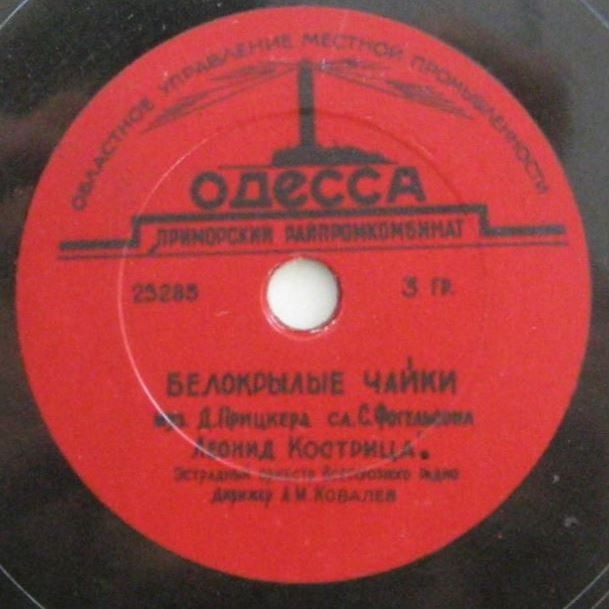 ОБЛАСТНОЕ УПРАВЛЕНИЕ МЕСТНОЙ ПРОМЫШЛЕННОСТИ
ОДЕССА
ПРИМОРСКИЙ РАЙПРОМКОМБИНАТ
25285 3 ГР.
БЕЛОКРЫЛЫЕ ЧАЙКИ
муз. Д. Прицкера сл. С. Фогельсона
Леонид Кострица.
Эстрадный оркестр Всесоюзного радио
Дирижер А.М. Ковалев